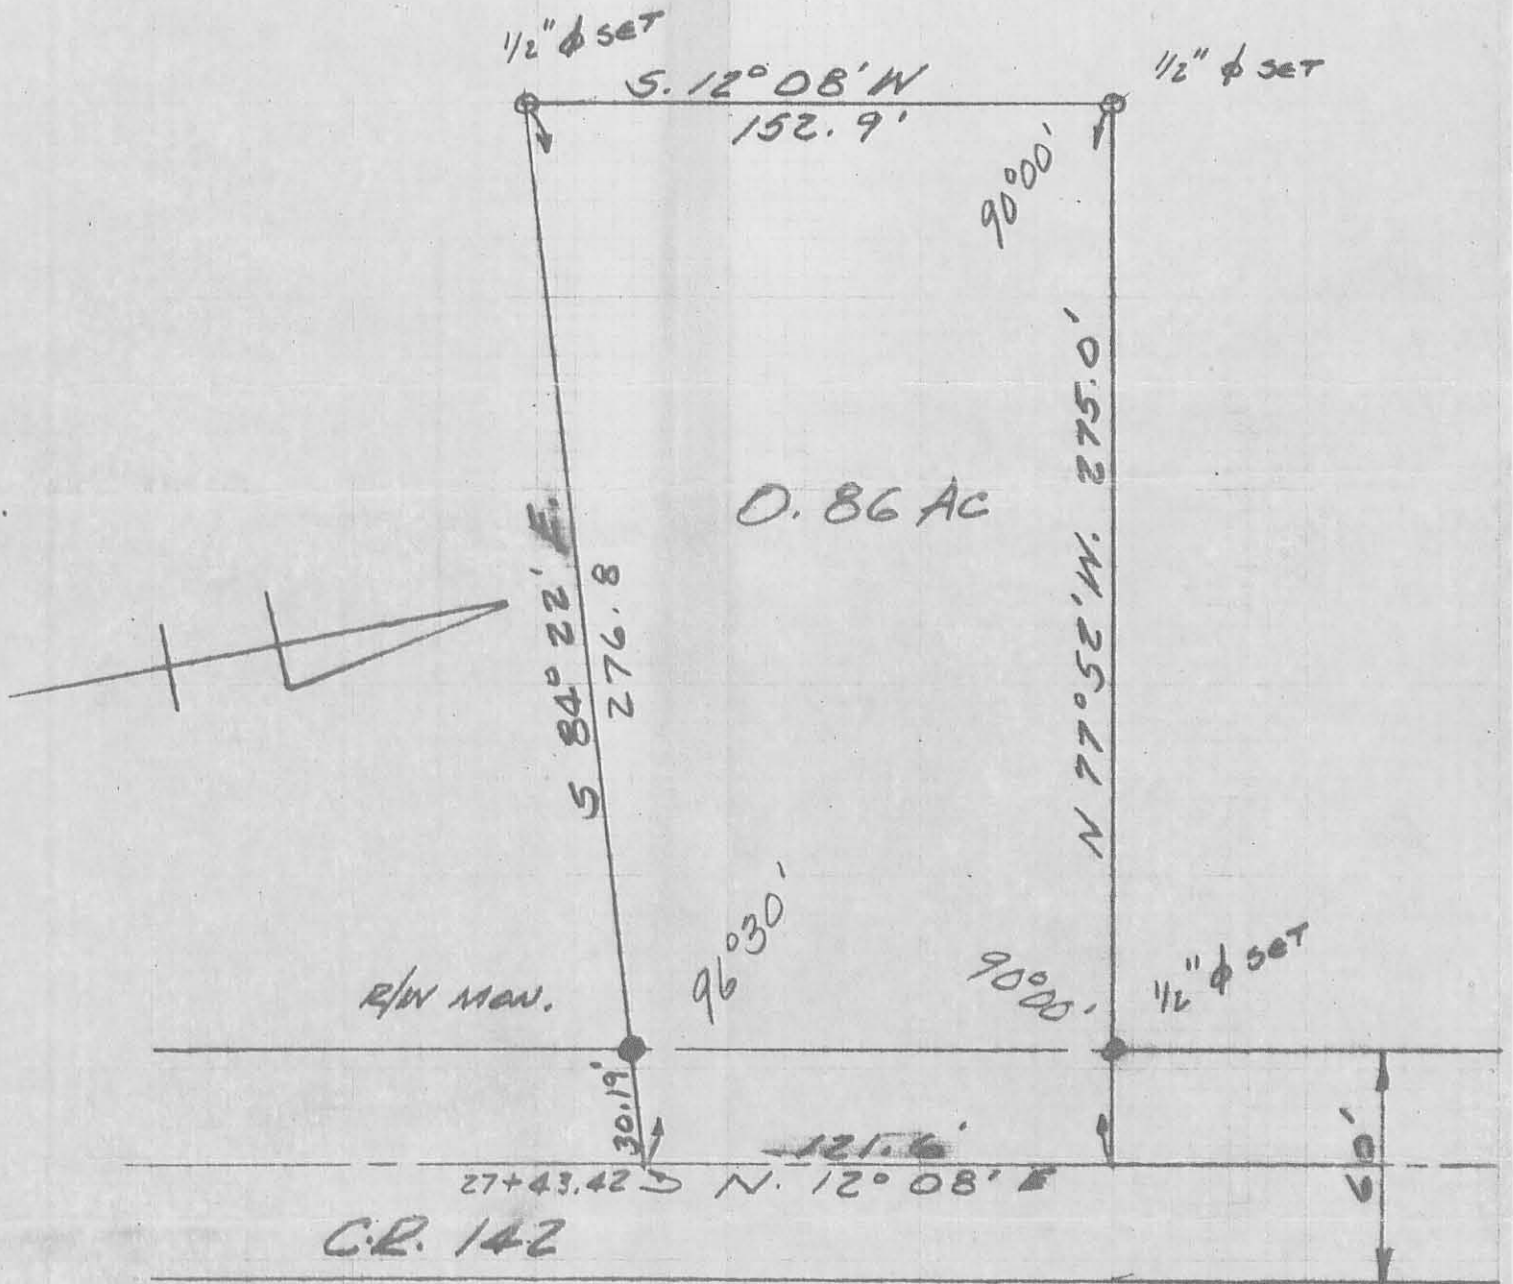 1/2" ϕ SET
1/2" ϕ SET
S. 12° 08' W
152. 9'
90°00'
N 77°52' W. 275.0'
0. 86 AC
S 84° 22' E.
276. 8
96°30'
90°00'
1/2" ϕ SET
R/W MON.
30.19'
121.6'
60'
27+43.42
N. 12° 08' E
C.R. 142